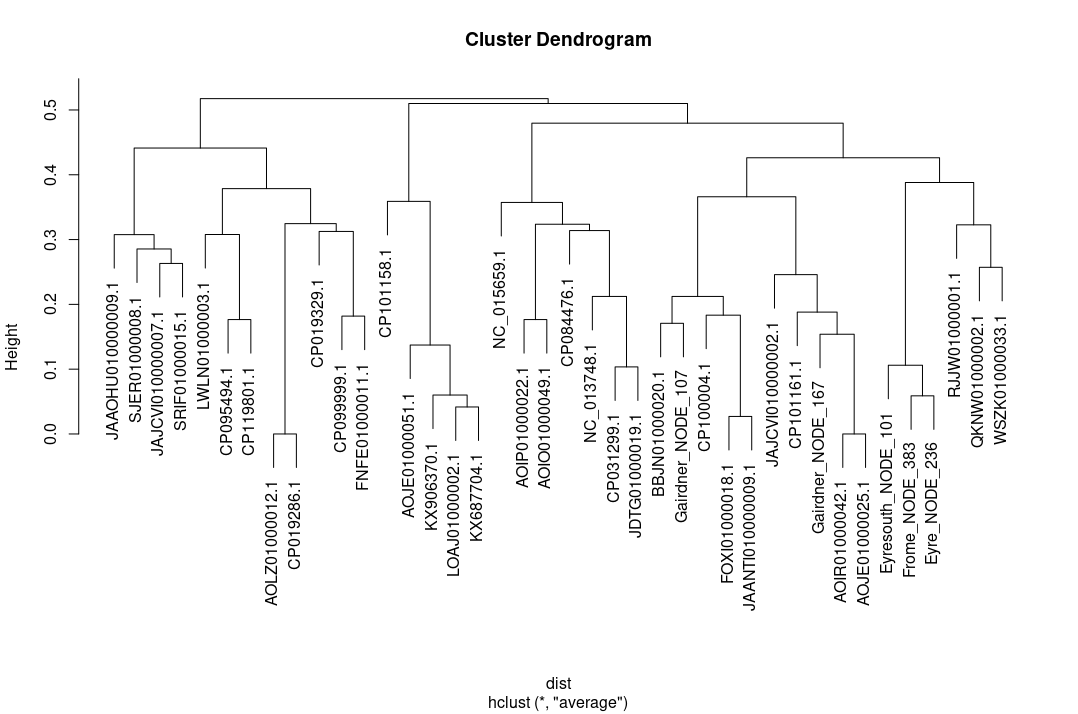 Cluster Dendrogram
Height
0.0
0.1
0.2
0.3
0.4
0.5
JAAOHU010000009.1
SJER01000008.1
JAJCVI010000007.1
SRIF01000015.1
LWLN01000003.1
CP095494.1
CP119801.1
AOLZ01000012.1
CP019286.1
CP019329.1
CP099999.1
FNFE01000011.1
CP101158.1
AOJE01000051.1
KX906370.1
LOAJ01000002.1
KX687704.1
NC_015659.1
AOIP01000022.1
AOIO01000049.1
CP084476.1
NC_013748.1
CP031299.1
JDTG01000019.1
BBJN01000020.1
Gairdner_NODE_107
CP100004.1
FOXI01000018.1
JAANTI010000009.1
JAJCVI010000002.1
CP101161.1
Gairdner_NODE_167
AOIR01000042.1
AOJE01000025.1
Eyresouth_NODE_101
Frome_NODE_383
Eyre_NODE_236
RJJW01000001.1
QKNW01000002.1
WSZK01000033.1
dist
hclust (*, "average")